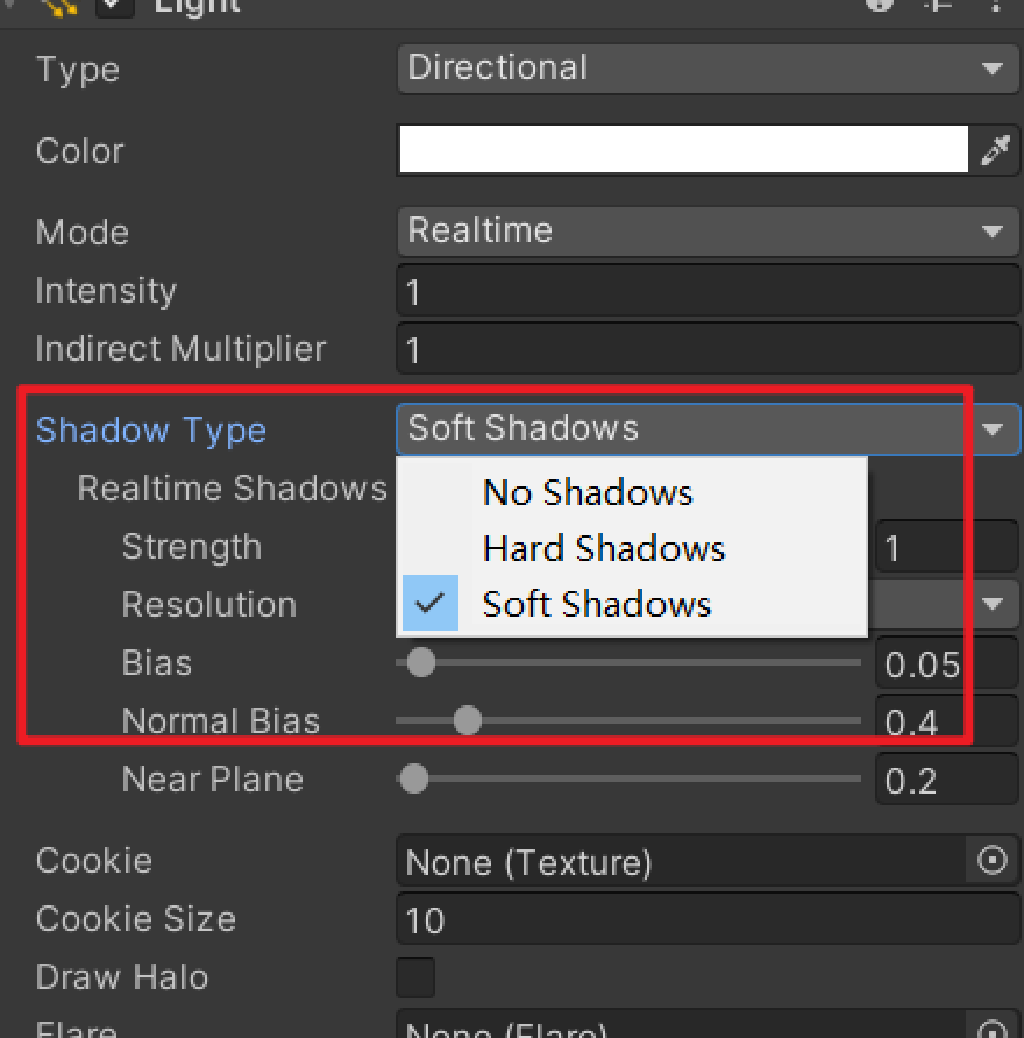 Light
Type Directional
Color
Mode Realtime
Intensity 1
Indirect Multiplier 1
Shadow Type Soft Shadows
Realtime Shadows No Shadows
Strength Hard Shadows 1
Resolution Soft Shadows
Bias 0.05
Normal Bias 0.4
Near Plane 0.2
Cookie None (Texture)
Cookie Size 10
Draw Halo
Flare None (Flare)